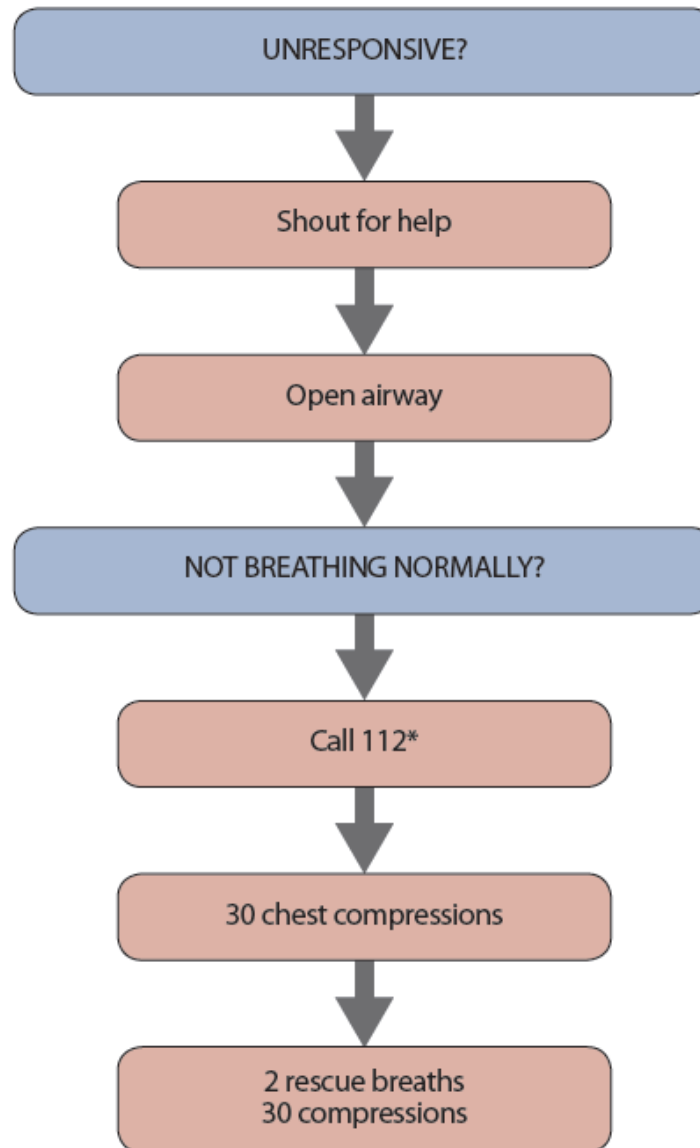 UNRESPONSIVE?
Shout for help
Open airway
NOT BREATHING NORMALLY?
Call 112*
30 chest compressions
2 rescue breaths
30 compressions